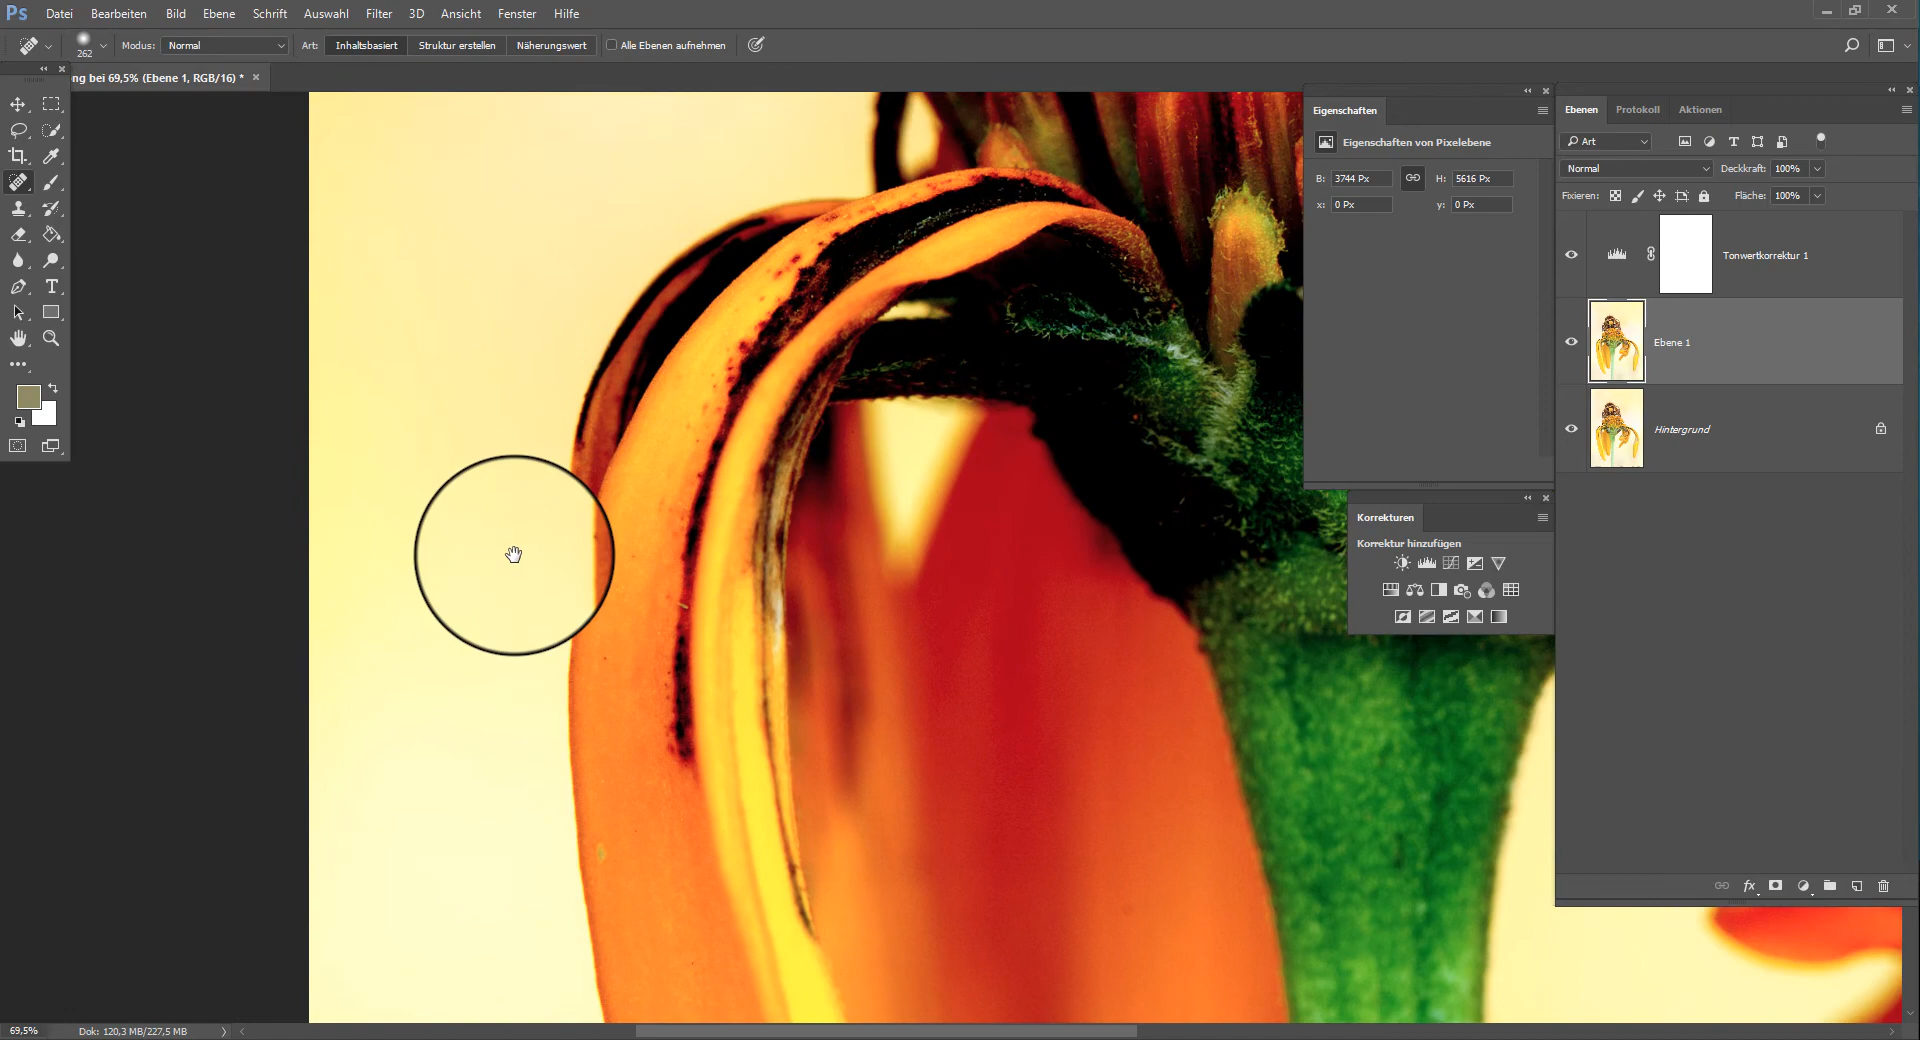 Ps Datei Bearbeiten Bild Ebene Schrift Auswahl Filter 3D Ansicht Fenster Hilfe
262 Modus: Normal Art: Inhaltsbasiert Struktur erstellen Näherungswert Alle Ebenen aufnehmen
ng bei 69,5% (Ebene 1, RGB/16) *
Eigenschaften
Eigenschaften von Pixelebene
B: 3744 Px H: 5616 Px
x: 0 Px y: 0 Px
Korrekturen
Korrektur hinzufügen
Ebenen Protokoll Aktionen
Art
Normal Deckkraft: 100%
Fixieren: Fläche: 100%
Tonwertkorrektur 1
Ebene 1
Hintergrund
fx
69,5% Dok: 120,3 MB/227,5 MB